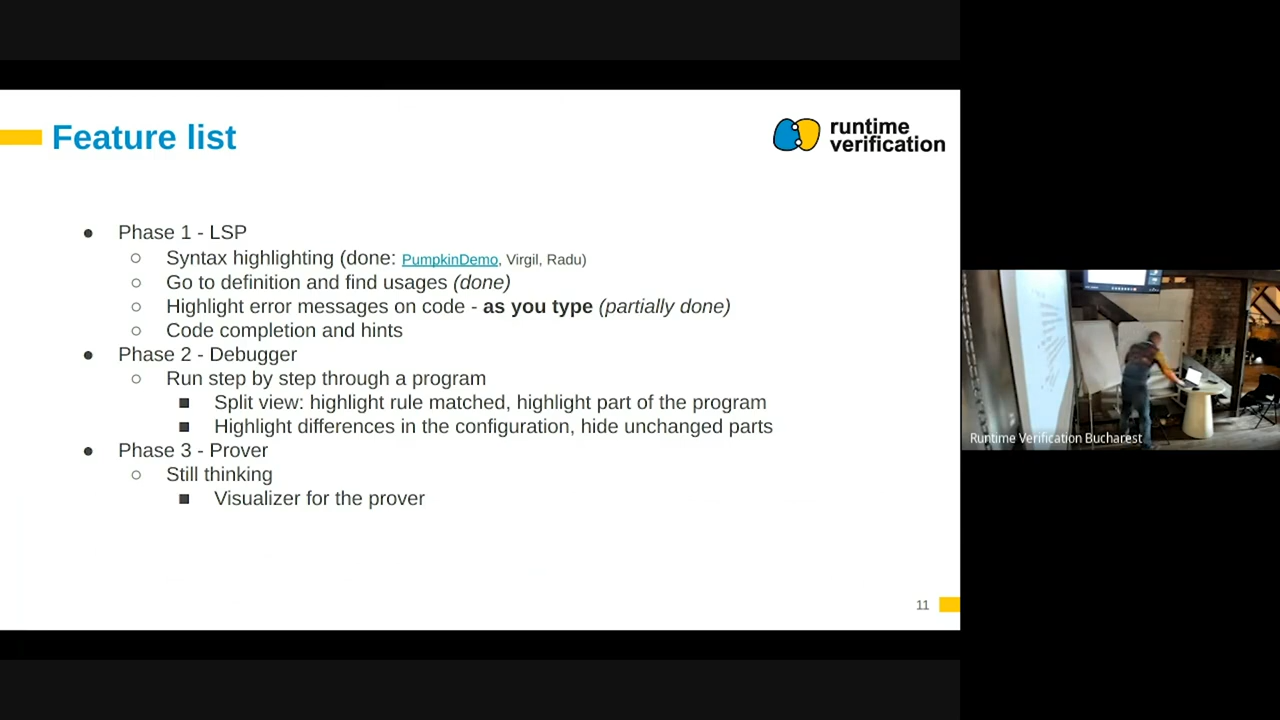 Feature list
runtime
verification
● Phase 1 - LSP
○ Syntax highlighting (done: PumpkinDemo, Virgil, Radu)
○ Go to definition and find usages (done)
○ Highlight error messages on code - as you type (partially done)
○ Code completion and hints
● Phase 2 - Debugger
○ Run step by step through a program
■ Split view: highlight rule matched, highlight part of the program
■ Highlight differences in the configuration, hide unchanged parts
● Phase 3 - Prover
○ Still thinking
■ Visualizer for the prover
11
Runtime Verification Bucharest